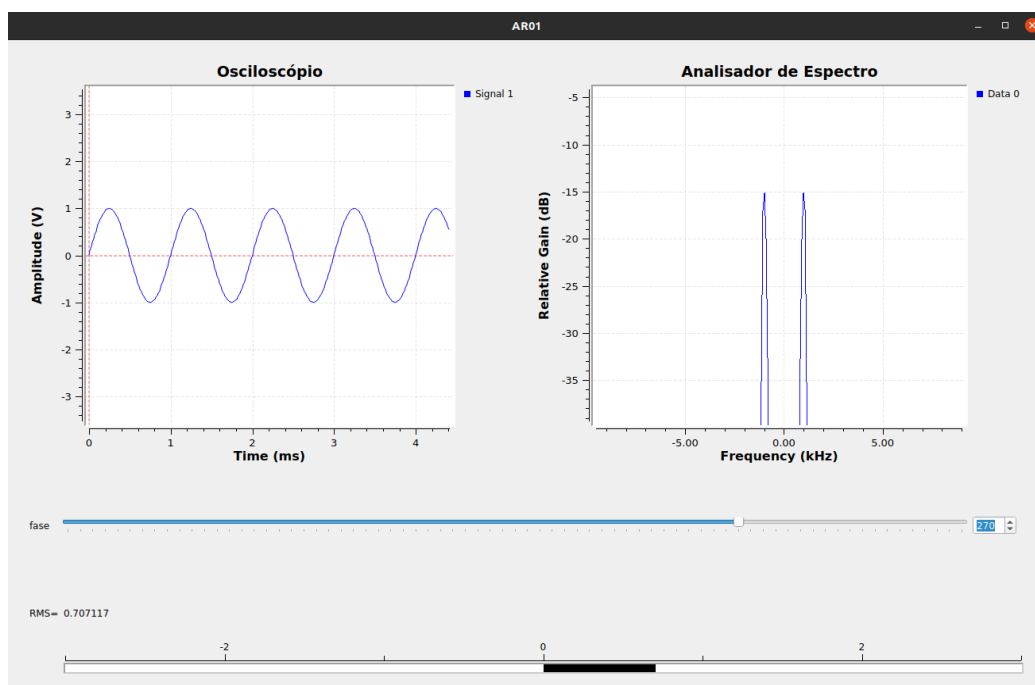 AR01
Osciloscópio
Signal 1
3
2
1
0
-1
-2
-3
Amplitude (V)
0 1 2 3 4
Time (ms)
Analisador de Espectro
Data 0
-5
-10
-15
-20
-25
-30
-35
Relative Gain (dB)
-5.00 0.00 5.00
Frequency (kHz)
fase
270
RMS= 0.707117
-2 0 2